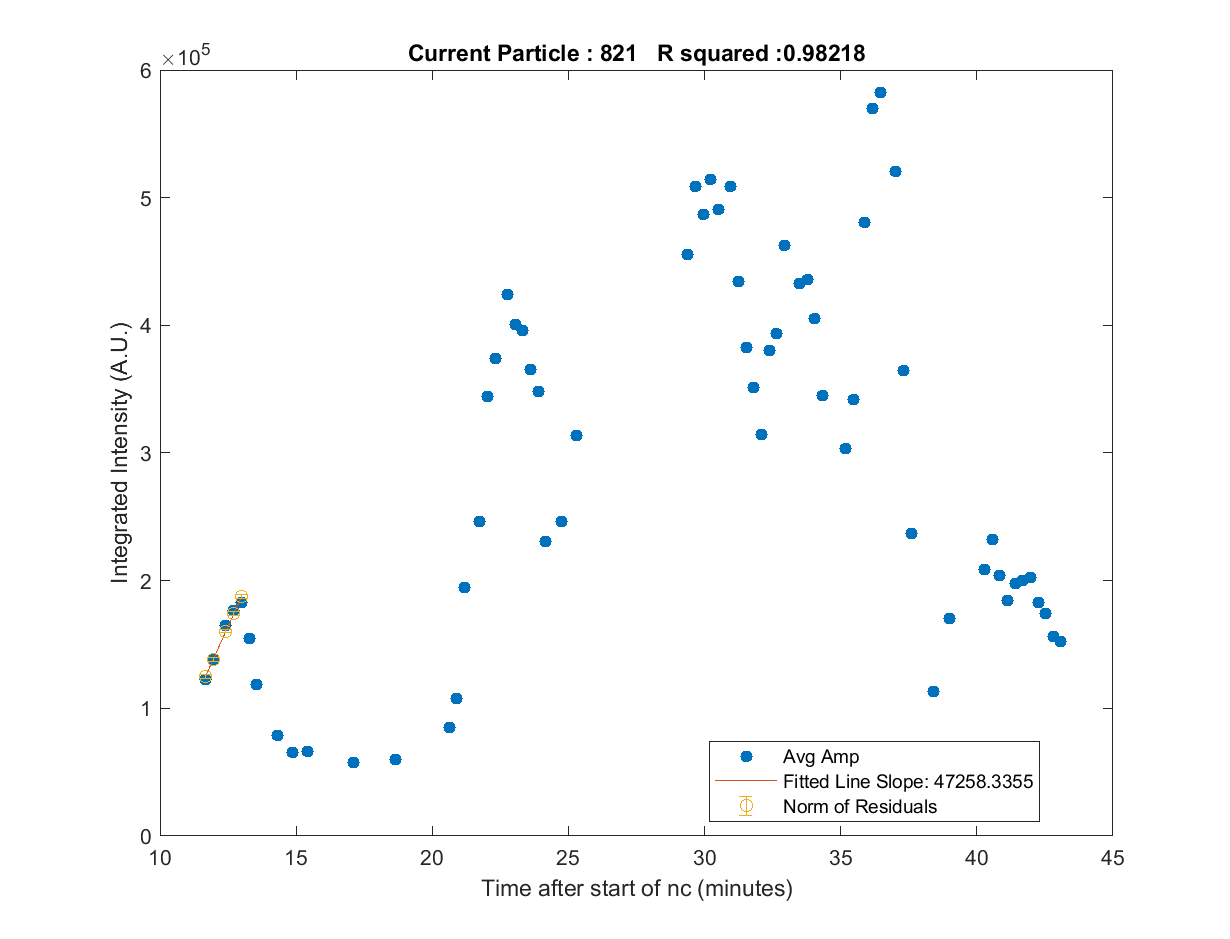 Current Particle : 821 R squared :0.98218
×10^5
6
5
4
3
2
1
0
Integrated Intensity (A.U.)
10 15 20 25 30 35 40 45
Time after start of nc (minutes)
Avg Amp
Fitted Line Slope: 47258.3355
Norm of Residuals